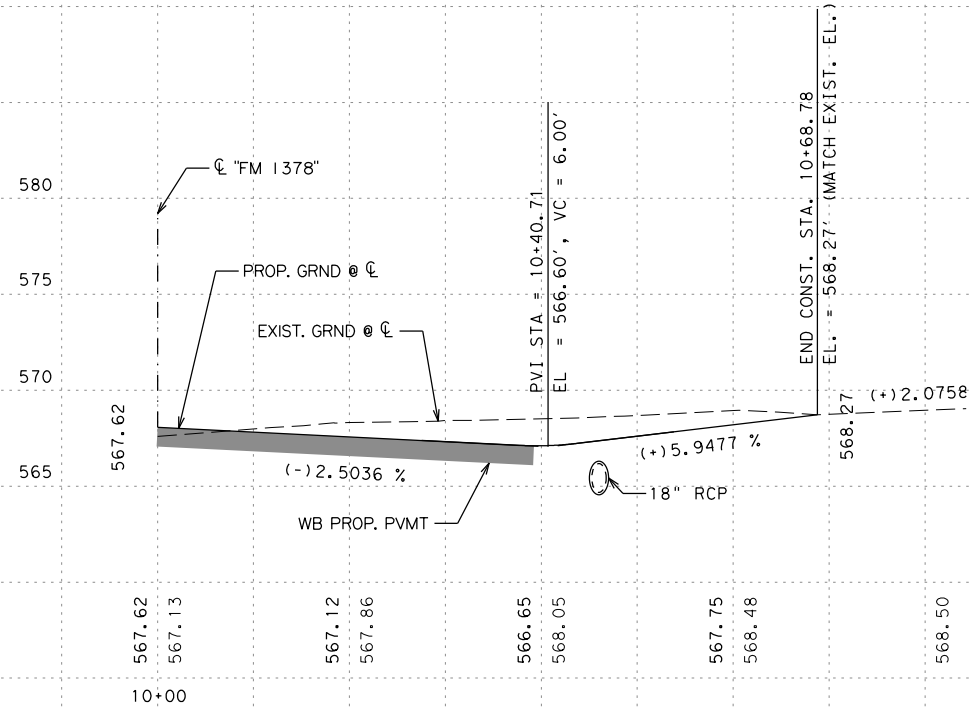 END CONST. STA. 10+68.78
EL. = 568.27' (MATCH EXIST. EL.)
℄ "FM 1378"
580
PVI STA = 10+40.71
EL = 566.60', VC = 6.00'
575
PROP. GRND @ ℄
EXIST. GRND @ ℄
570
(+)2.0758
567.62
568.27
565
(-)2.5036 %
(+)5.9477 %
18" RCP
WB PROP. PVMT
567.62
567.13
567.12
567.86
566.65
568.05
567.75
568.48
568.50
10+00